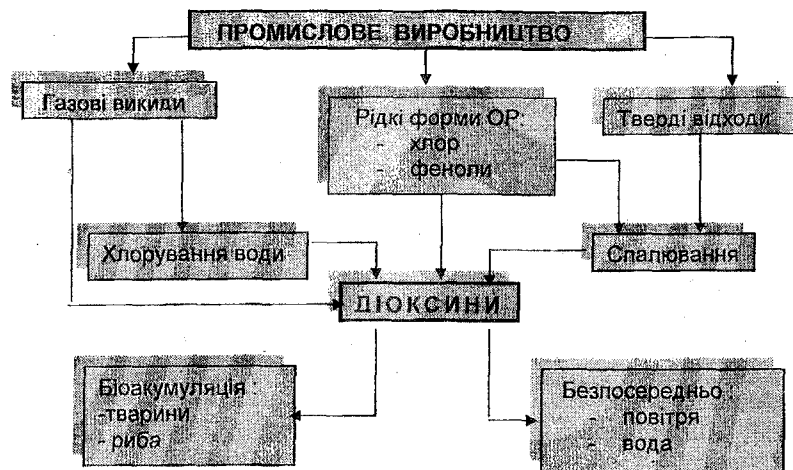 ПРОМИСЛОВЕ ВИРОБНИЦТВО
Газові викиди
Рідкі форми ОР:
- хлор
- феноли
Тверді відходи
Хлорування води
Спалювання
ДІОКСИНИ
Біоакумуляція :
-тварини
- риба
Безпосередньо :
- повітря
- вода